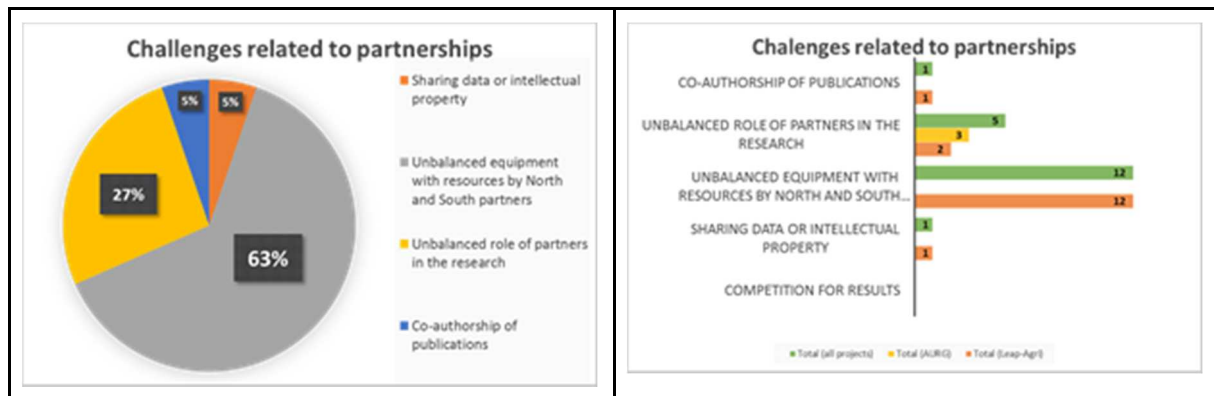 Challenges related to partnerships
5%
5%
27%
63%
Sharing data or intellectual
property
Unbalanced equipment
with resources by North
and South partners
Unbalanced role of partners
in the research
Co-authorship of
publications
Chalenges related to partnerships
CO-AUTHORSHIP OF PUBLICATIONS
1
1
UNBALANCED ROLE OF PARTNERS IN THE
RESEARCH
5
3
2
UNBALANCED EQUIPMENT WITH
RESOURCES BY NORTH AND SOUTH...
12
12
SHARING DATA OR INTELLECTUAL
PROPERTY
1
1
COMPETITION FOR RESULTS
Total (all projects) Total (AURG) Total (Leap-Agri)